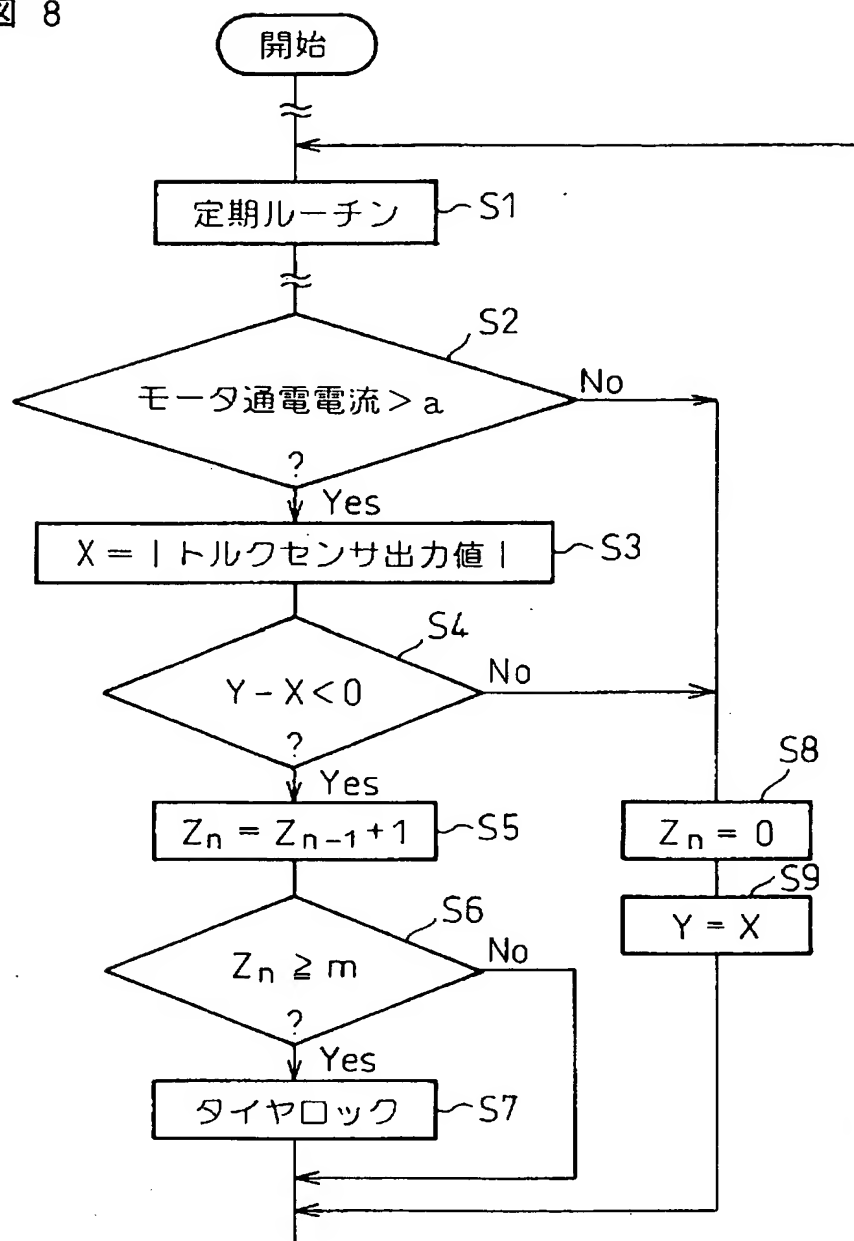 図 8
開始
定期ルーチン
S1
S2
モータ通電電流>a
?
No
Yes
X=|トルクセンサ出力値|
S3
S4
Y-X<0
?
No
Yes
Zn = Zn-1+1
S5
S8
Zn = 0
S9
Y = X
S6
Zn ≧ m
?
No
Yes
タイヤロック
S7